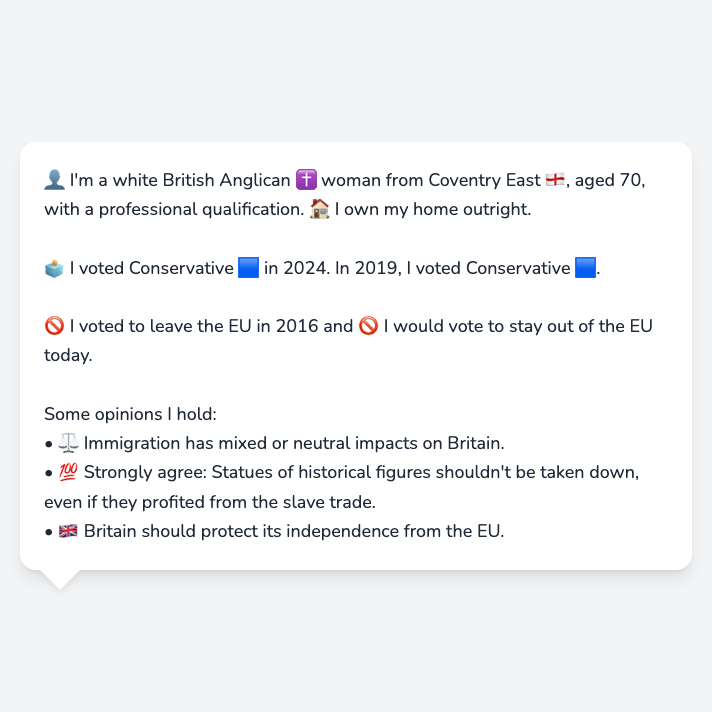 👤 I'm a white British Anglican ✝️ woman from Coventry East 🏴󠁧󠁢󠁥󠁮󠁧󠁿, aged 70,
with a professional qualification. 🏠 I own my home outright.
🗳️ I voted Conservative 🟦 in 2024. In 2019, I voted Conservative 🟦.
🚫 I voted to leave the EU in 2016 and 🚫 I would vote to stay out of the EU
today.
Some opinions I hold:
• ⚖️ Immigration has mixed or neutral impacts on Britain.
• 💯 Strongly agree: Statues of historical figures shouldn't be taken down,
even if they profited from the slave trade.
• 🇬🇧 Britain should protect its independence from the EU.